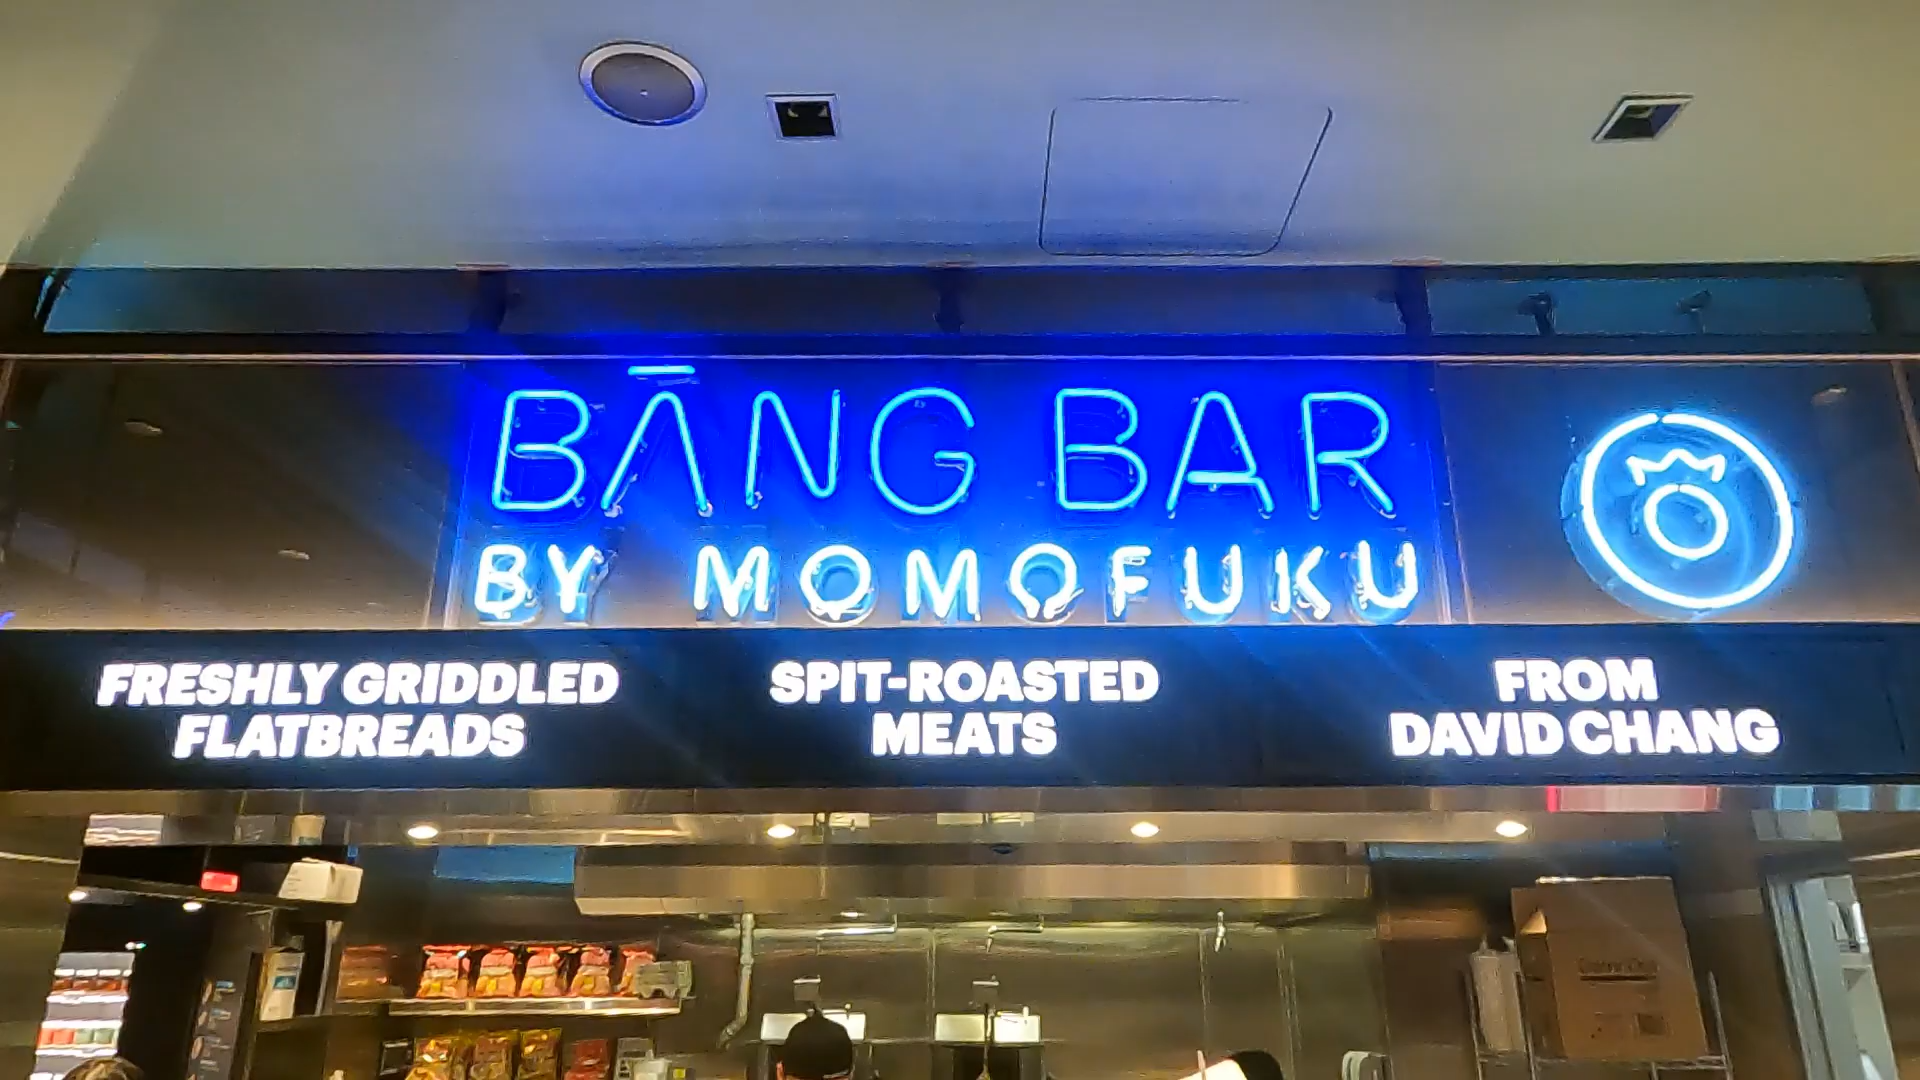 BĀNG BAR
BY MOMOFUKU
FRESHLY GRIDDLED
FLATBREADS
SPIT-ROASTED
MEATS
FROM
DAVID CHANG